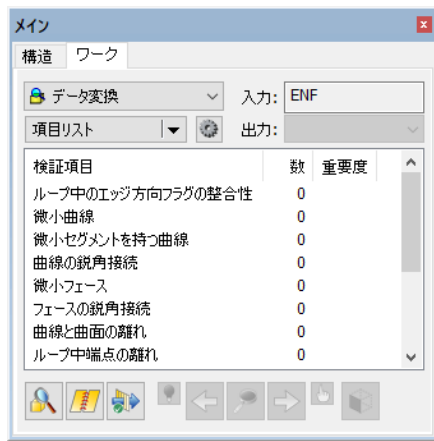 メイン
構造 ワーク
データ変換 入力: ENF
項目リスト 出力:
検証項目 数 重要度
ループ中のエッジ方向フラグの整合性 0
微小曲線 0
微小セグメントを持つ曲線 0
曲線の鋭角接続 0
微小フェース 0
フェースの鋭角接続 0
曲線と曲面の離れ 0
ループ中端点の離れ 0